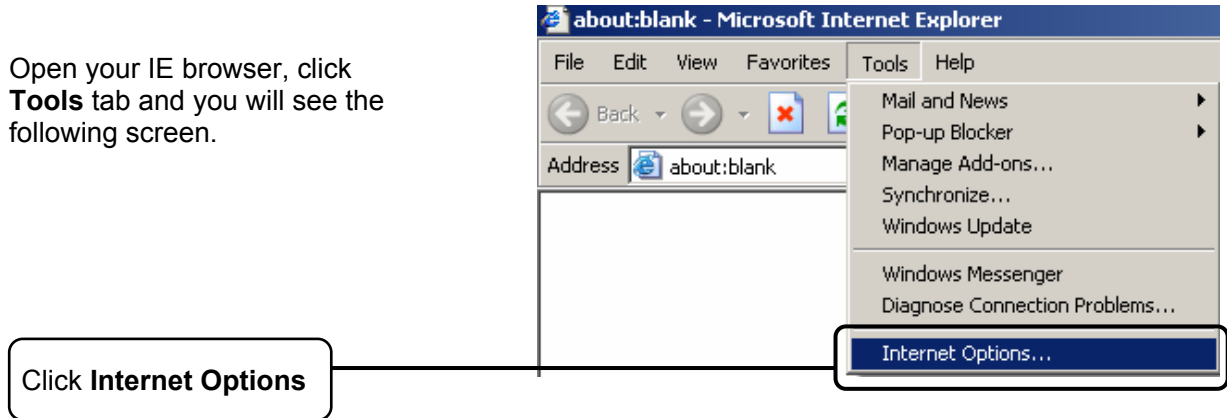 Open your IE browser, click
Tools tab and you will see the
following screen.
about:blank - Microsoft Internet Explorer
File Edit View Favorites Tools Help
Back
Address about:blank
Mail and News
Pop-up Blocker
Manage Add-ons...
Synchronize...
Windows Update
Windows Messenger
Diagnose Connection Problems...
Internet Options...
Click Internet Options